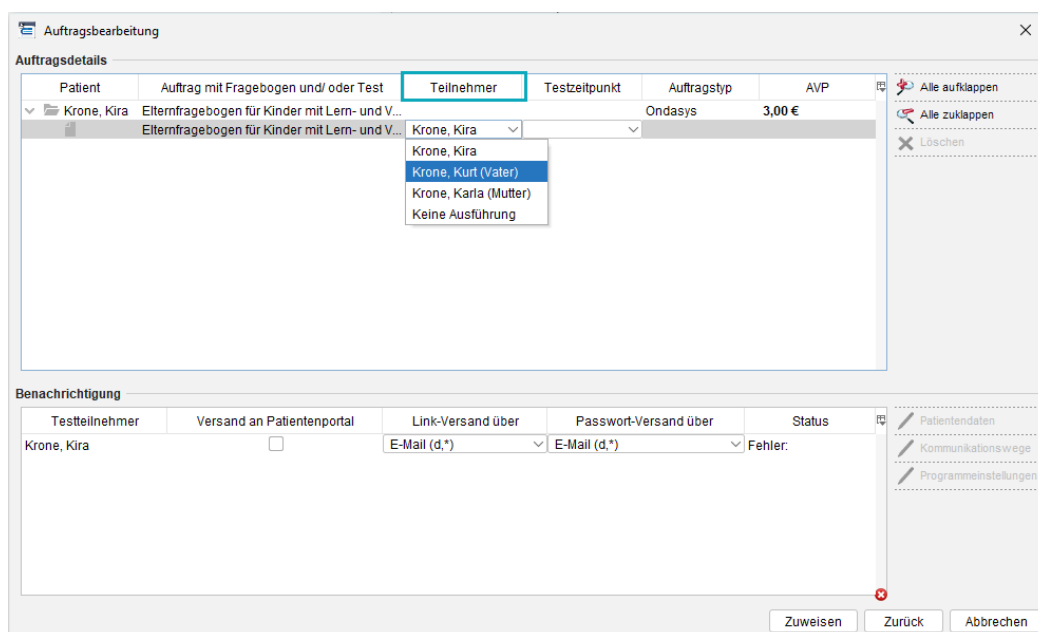 Auftragsbearbeitung
Auftragsdetails
Patient Auftrag mit Fragebogen und/ oder Test Teilnehmer Testzeitpunkt Auftragstyp AVP
Alle aufklappen
Krone, Kira Elternfragebogen für Kinder mit Lern- und V... Ondasys 3,00 €
Alle zuklappen
Elternfragebogen für Kinder mit Lern- und V... Krone, Kira
Löschen
Krone, Kira
Krone, Kurt (Vater)
Krone, Karla (Mutter)
Keine Ausführung
Benachrichtigung
Testteilnehmer Versand an Patientenportal Link-Versand über Passwort-Versand über Status
Patientendaten
Krone, Kira E-Mail (d,*) E-Mail (d,*) Fehler:
Kommunikationswege
Programmeinstellungen
Zuweisen Zurück Abbrechen